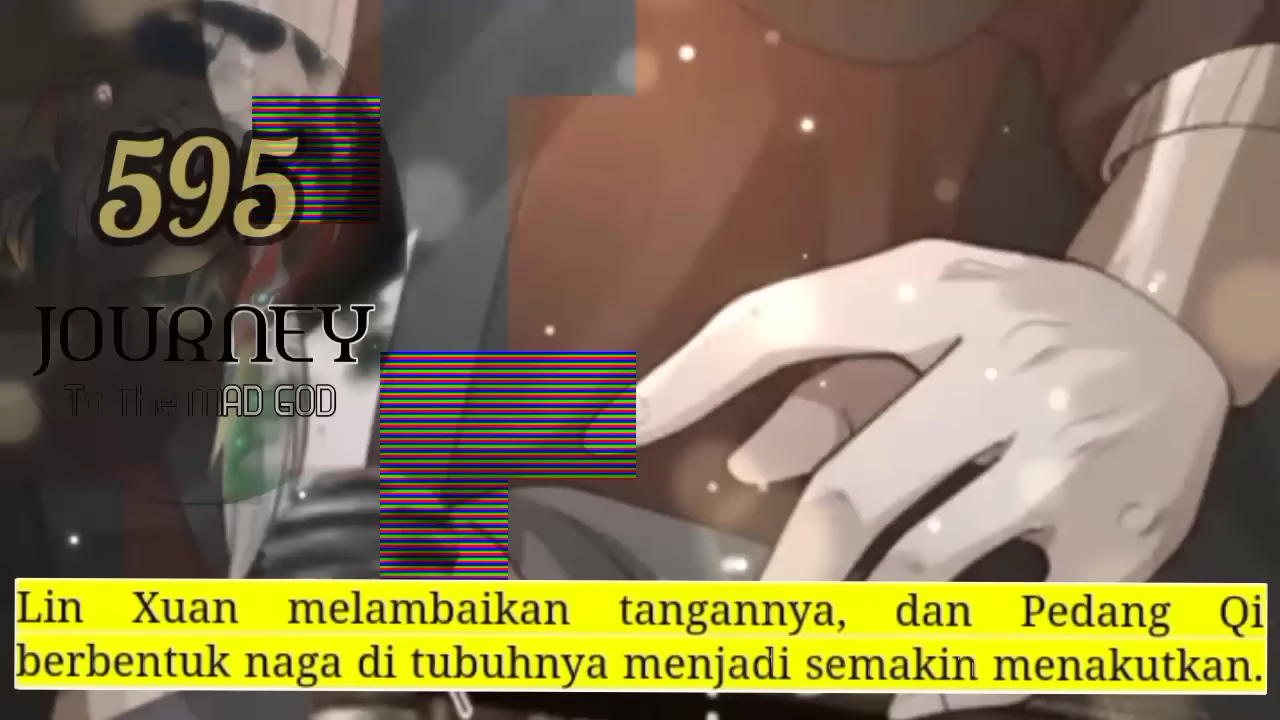 595
JOURNEY
To The MAD GOD
Lin Xuan melambaikan tangannya, dan Pedang Qi
berbentuk naga di tubuhnya menjadi semakin menakutkan.